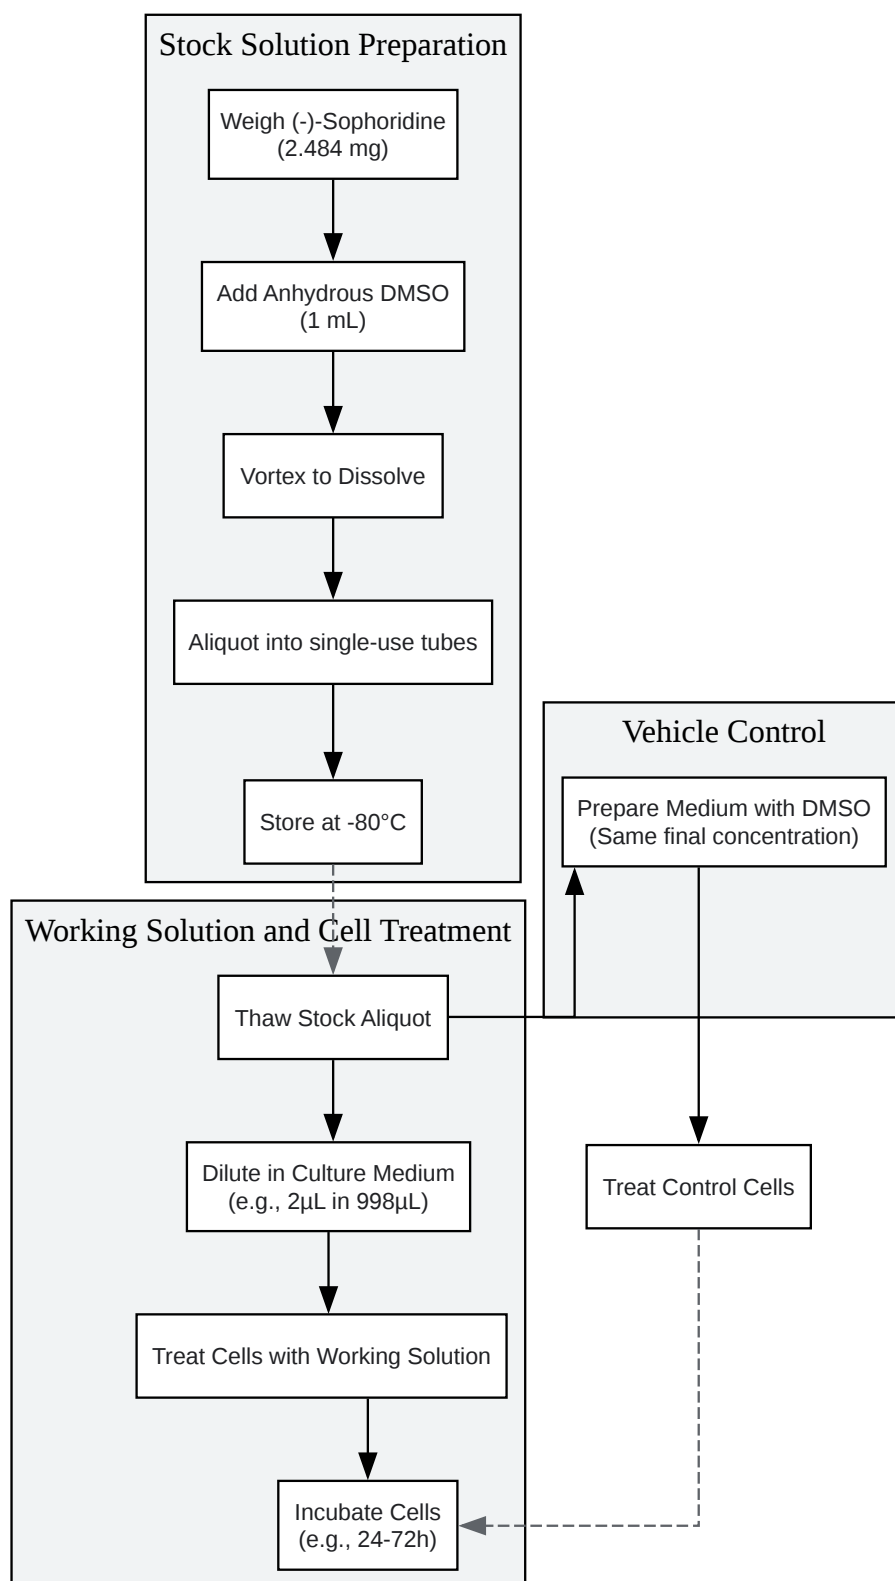 Stock Solution Preparation
Weigh (-)-Sophoridine
(2.484 mg)
Add Anhydrous DMSO
(1 mL)
Vortex to Dissolve
Aliquot into single-use tubes
Store at -80°C
Vehicle Control
Prepare Medium with DMSO
(Same final concentration)
Working Solution and Cell Treatment
Thaw Stock Aliquot
Dilute in Culture Medium
(e.g., 2µL in 998µL)
Treat Control Cells
Treat Cells with Working Solution
Incubate Cells
(e.g., 24-72h)